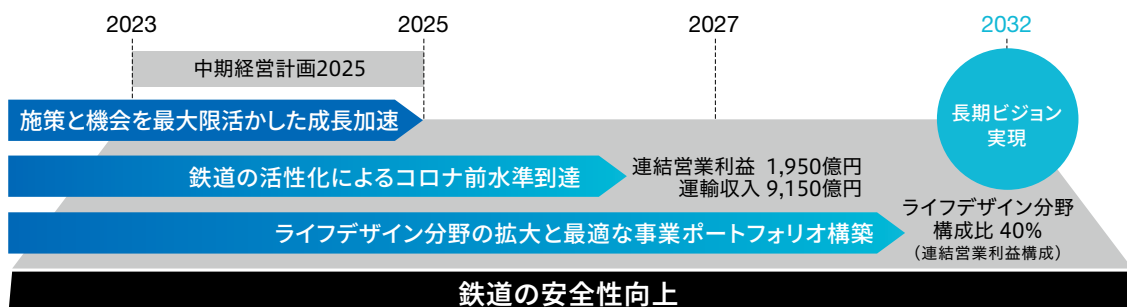 2023
2025
2027
2032
中期経営計画2025
施策と機会を最大限活かした成長加速
長期ビジョン
実現
鉄道の活性化によるコロナ前水準到達
連結営業利益 1,950億円
運輸収入 9,150億円
ライフデザイン分野の拡大と最適な事業ポートフォリオ構築
ライフデザイン分野
構成比 40%
(連結営業利益構成)
鉄道の安全性向上